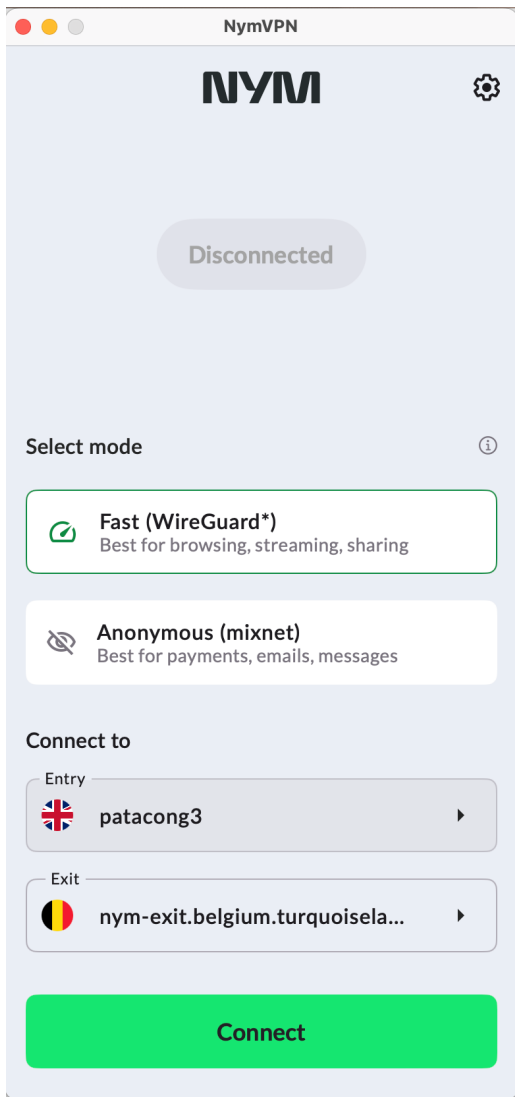 NymVPN
NYM
Disconnected
Select mode
Fast (WireGuard*)
Best for browsing, streaming, sharing
Anonymous (mixnet)
Best for payments, emails, messages
Connect to
Entry
patacong3
Exit
nym-exit.belgium.turquoisela...
Connect